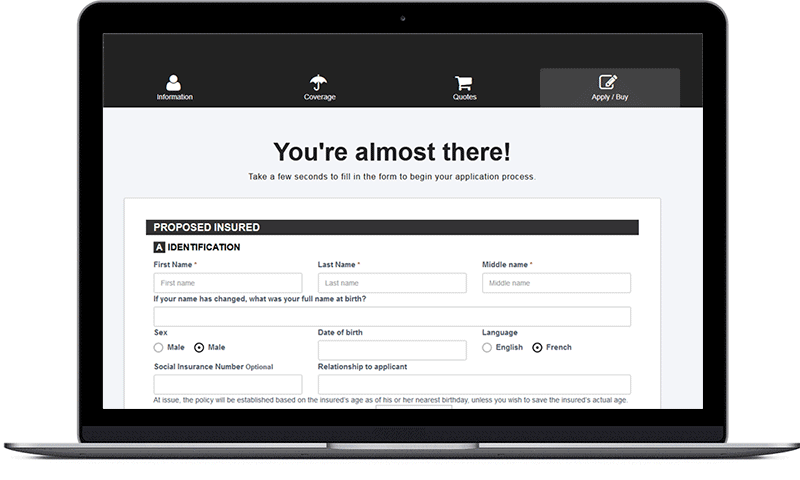 Information Coverage Quotes Apply / Buy
You're almost there!
Take a few seconds to fill in the form to begin your application process.
PROPOSED INSURED
A IDENTIFICATION
First Name * Last Name * Middle name *
First name Last name Middle name
If your name has changed, what was your full name at birth?
Sex Date of birth Language
Male Male English French
Social Insurance Number Optional Relationship to applicant
At issue, the policy will be established based on the insured's age as of his or her nearest birthday, unless you wish to save the insured's actual age.